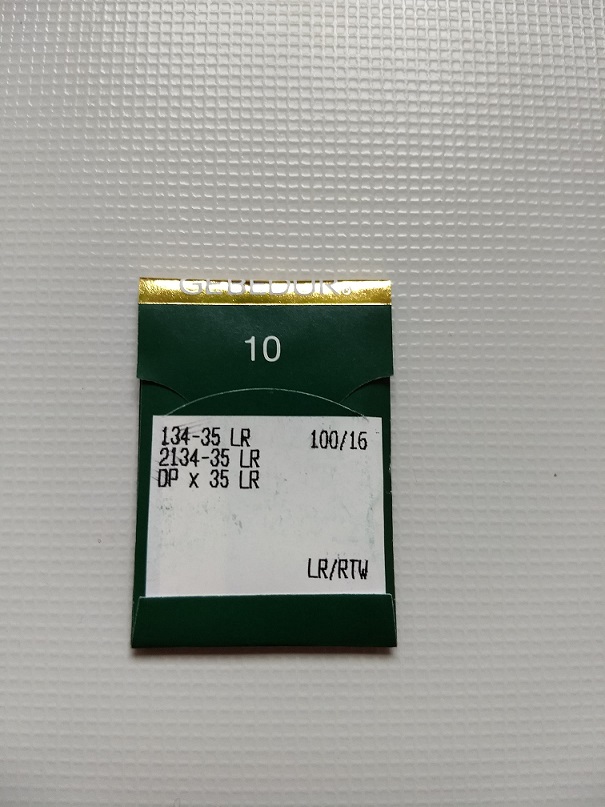 GEBEDUR®
10
134-35 LR 100/16
2134-35 LR
DP x 35 LR
LR/RTW